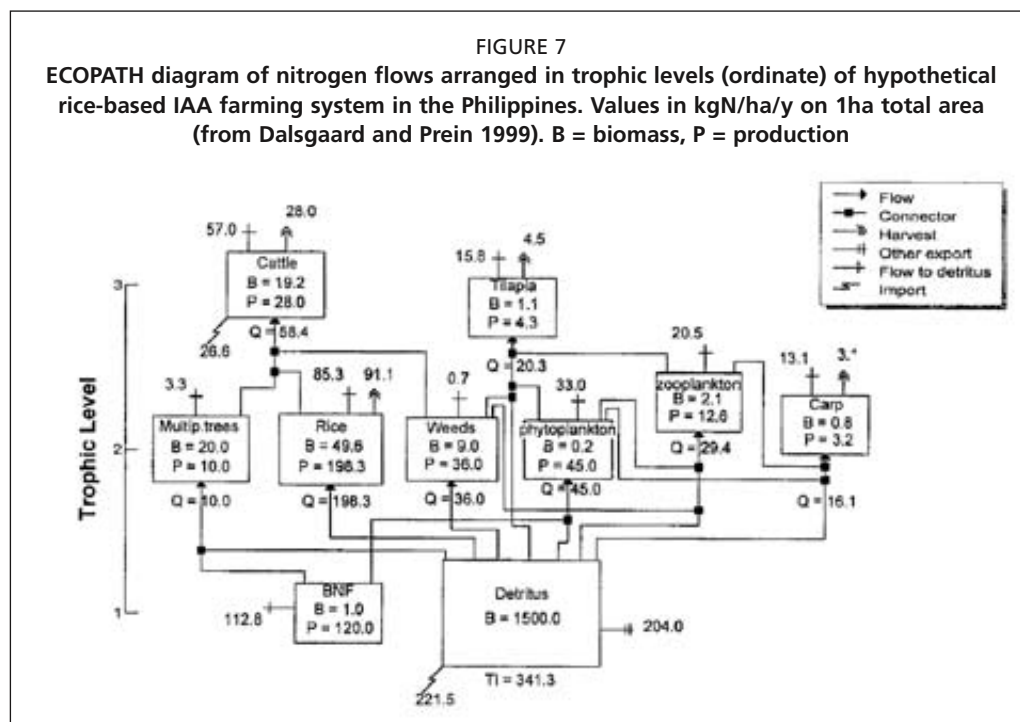 FIGURE 7
ECOPATH diagram of nitrogen flows arranged in trophic levels (ordinate) of hypothetical
rice-based IAA farming system in the Philippines. Values in kgN/ha/y on 1ha total area
(from Dalsgaard and Prein 1999). B = biomass, P = production
Flow
Connector
Harvest
Other export
Flow to detritus
Import
Trophic Level
3
2
1
57.0
28.0
Cattle
B = 19.2
P = 28.0
Q = 58.4
26.6
15.8
4.5
Tilapia
B = 1.1
P = 4.3
Q = 20.3
20.5
zooplankton
B = 2.1
P = 12.6
Q = 29.4
13.1
Carp
B = 0.8
P = 3.2
Q = 16.1
3.3
Multip.trees
B = 20.0
P = 10.0
Q = 10.0
85.3
91.1
Rice
P = 198.3
Q = 198.3
0.7
Weeds
B = 9.0
P = 36.0
Q = 36.0
33.0
phytoplankton
B = 0.2
P = 45.0
Q = 45.0
BNF
B = 1.0
P = 120.0
112.8
Detritus
B = 1500.0
204.0
TI = 341.3
221.5